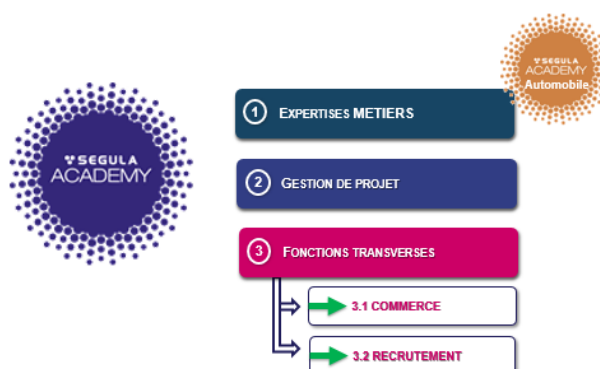 SEGULA
ACADEMY
Automobile
1 EXPERTISES METIERS
SEGULA
ACADEMY
2 GESTION DE PROJET
3 FONCTIONS TRANSVERSES
3.1 COMMERCE
3.2 RECRUTEMENT